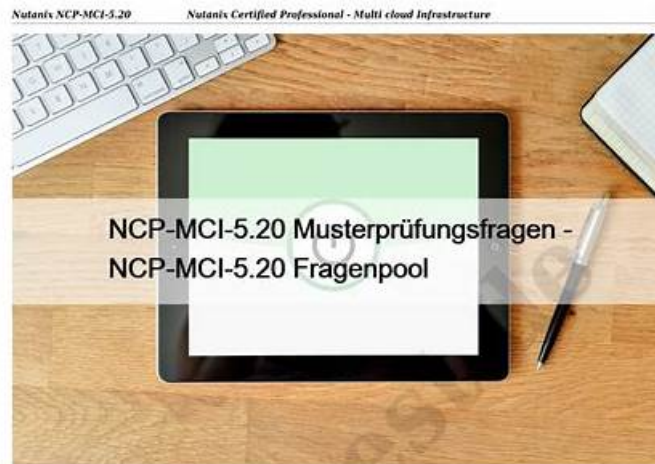 Nutanix NCP-MCI-5.20 Nutanix Certified Professional - Multi cloud Infrastructure
NCP-MCI-5.20 Musterprüfungsfragen -
NCP-MCI-5.20 Fragenpool